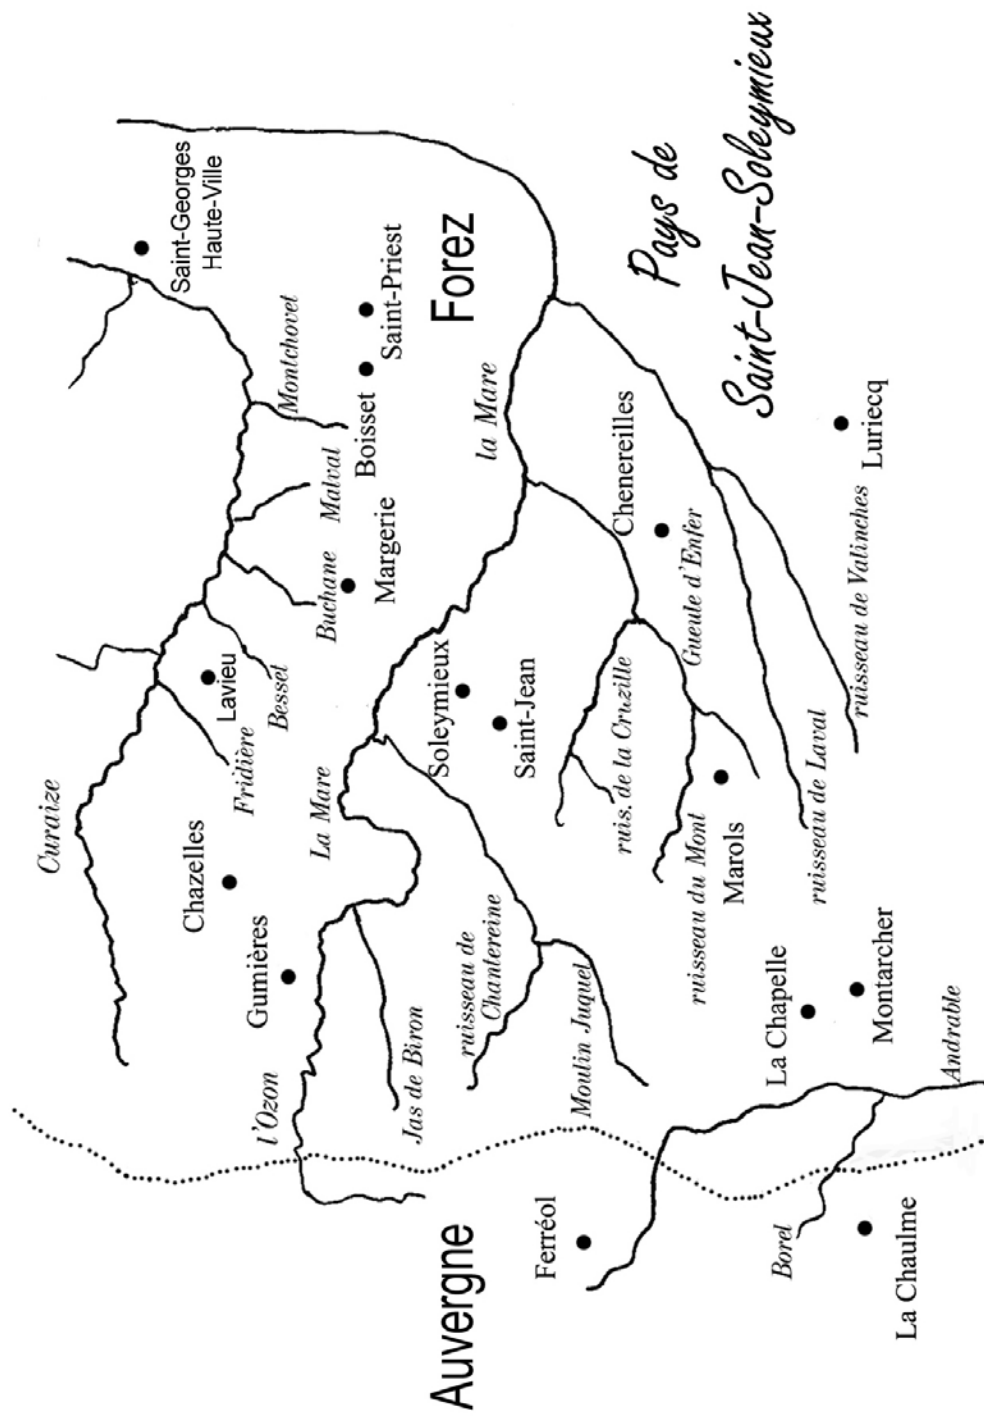 Pays de
Saint-Jean-Soleymieux
Forez
Auvergne
Saint-Georges
Haute-Ville
Montchovet
Saint-Priest
Boisset
Malval
Margerie
Buchane
Lavieu
Besset
Fridière
Curaize
Chazelles
Gumières
l'Ozon
La Mare
la Mare
Soleymieux
Saint-Jean
Chenereilles
Gueule d'Enfer
ruis. de la Cruzille
ruisseau du Mont
Marols
ruisseau de Laval
ruisseau de Valinches
Luriecq
Jas de Biron
ruisseau de
Chantereine
Moulin Juquel
La Chapelle
Montarcher
Andrable
Ferréol
Borel
La Chaulme